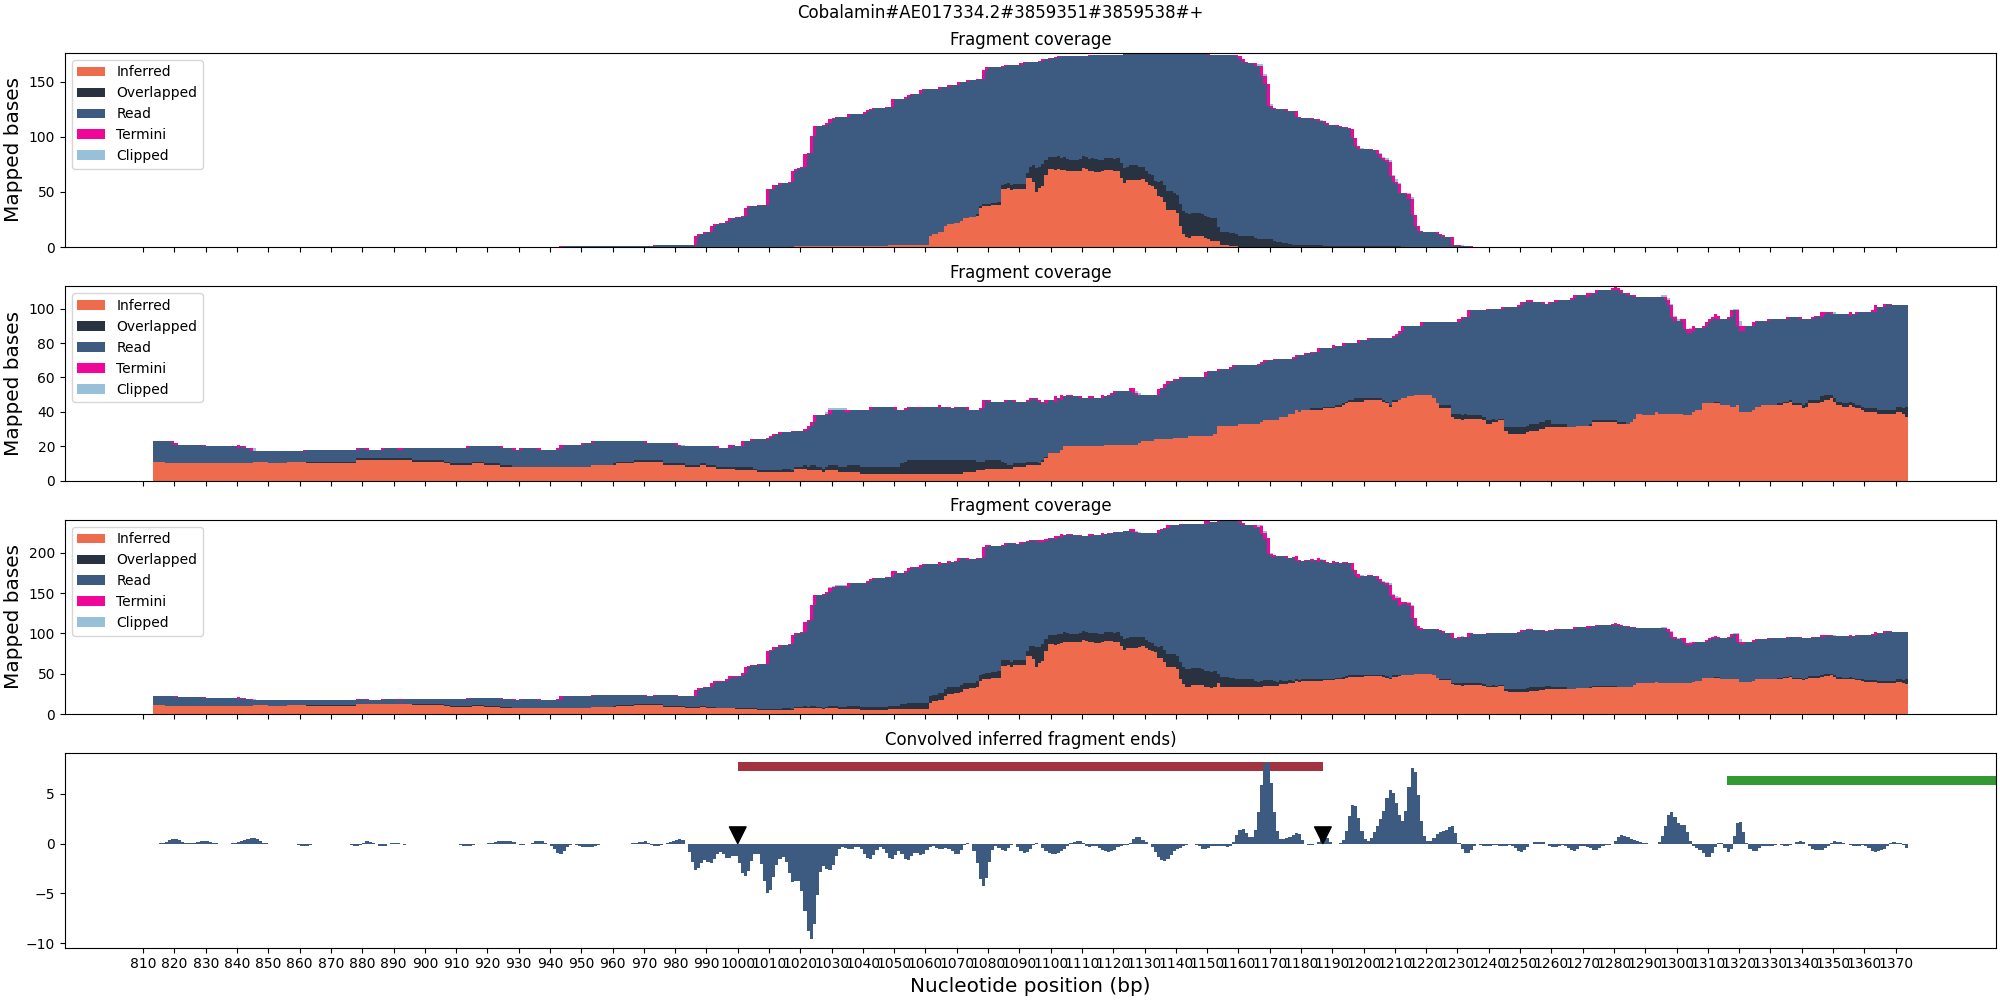 Cobalamin#AE017334.2#3859351#3859538#+
Fragment coverage
150
100
50
0
Mapped bases
Inferred
Overlapped
Read
Termini
Clipped
Fragment coverage
100
80
60
40
20
0
Mapped bases
Inferred
Overlapped
Read
Termini
Clipped
Fragment coverage
200
150
100
50
0
Mapped bases
Inferred
Overlapped
Read
Termini
Clipped
Convolved inferred fragment ends)
5
0
−5
−10
810 820 830 840 850 860 870 880 890 900 910 920 930 940 950 960 970 980 990 1000 1010 1020 1030 1040 1050 1060 1070 1080 1090 1100 1110 1120 1130 1140 1150 1160 1170 1180 1190 1200 1210 1220 1230 1240 1250 1260 1270 1280 1290 1300 1310 1320 1330 1340 1350 1360 1370
Nucleotide position (bp)